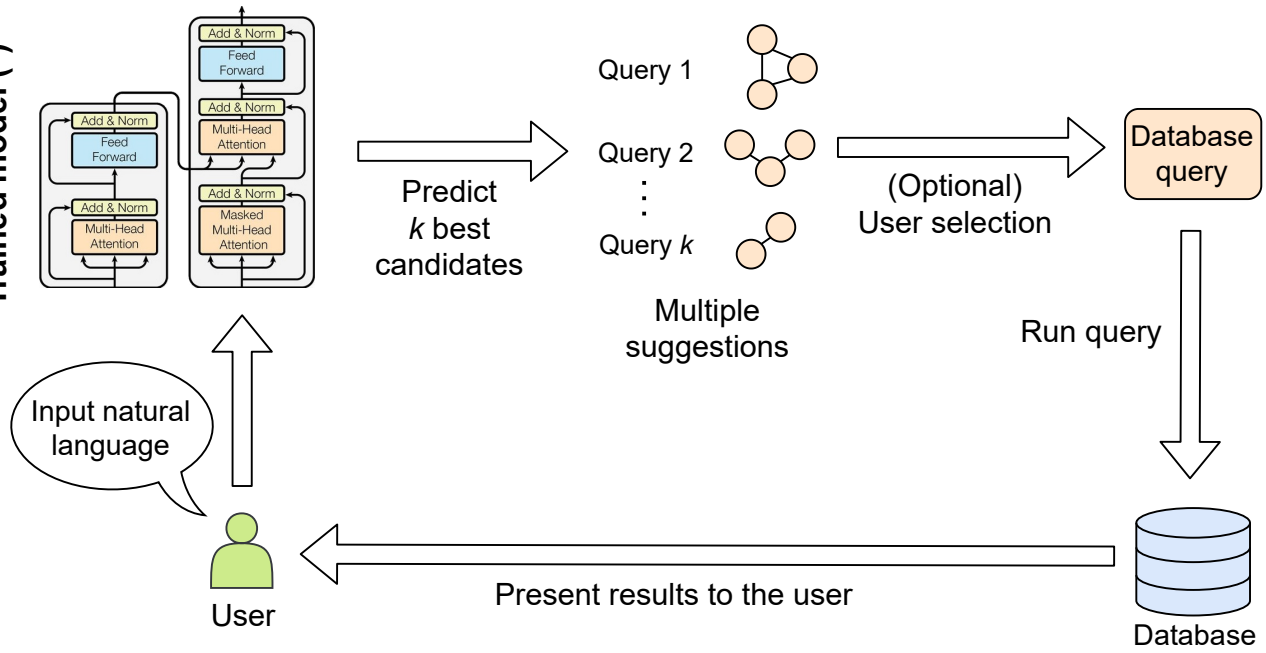 Add & Norm
Feed
Forward
Add & Norm
Multi-Head
Attention
Add & Norm
Masked
Multi-Head
Attention
Add & Norm
Feed
Forward
Add & Norm
Multi-Head
Attention
Predict
k best
candidates
Query 1
Query 2
Query k
Multiple
suggestions
(Optional)
User selection
Database
query
Run query
Input natural
language
User
Present results to the user
Database